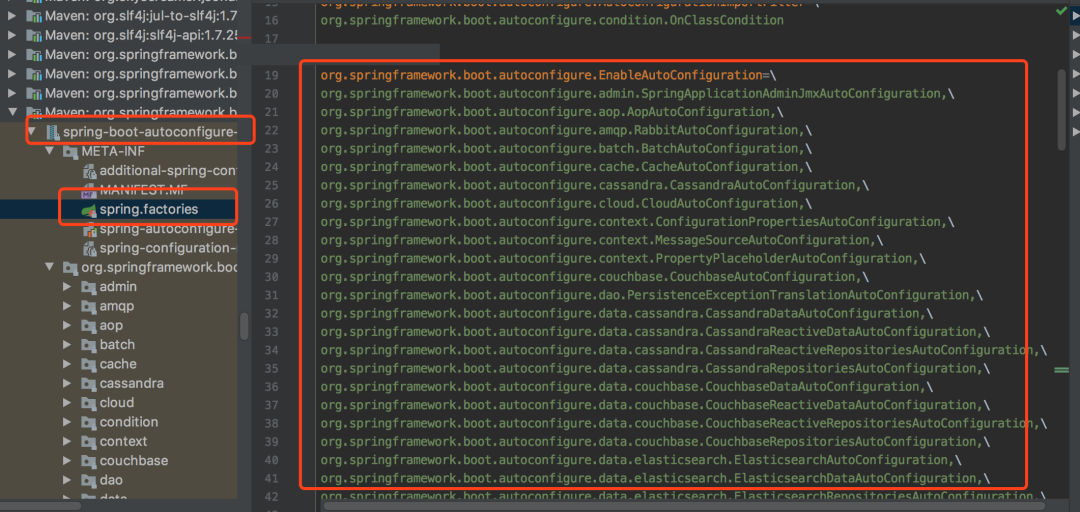 Maven: org.slf4j:jul-to-slf4j:1.7
Maven: org.slf4j:slf4j-api:1.7.25
Maven: org.springframework.b
Maven: org.springframework.b
Maven: org.springframework.b
Maven: org.springframework.b
spring-boot-autoconfigure-
META-INF
additional-spring-con
MANIFEST.MF
spring.factories
spring-autoconfigure-
spring-configuration-
org.springframework.boo
admin
amqp
aop
batch
cache
cassandra
cloud
condition
context
couchbase
dao
data
16 org.springframework.boot.autoconfigure.condition.OnClassCondition
17
19 org.springframework.boot.autoconfigure.EnableAutoConfiguration=\
20 org.springframework.boot.autoconfigure.admin.SpringApplicationAdminJmxAutoConfiguration,\
21 org.springframework.boot.autoconfigure.aop.AopAutoConfiguration,\
22 org.springframework.boot.autoconfigure.amqp.RabbitAutoConfiguration,\
23 org.springframework.boot.autoconfigure.batch.BatchAutoConfiguration,\
24 org.springframework.boot.autoconfigure.cache.CacheAutoConfiguration,\
25 org.springframework.boot.autoconfigure.cassandra.CassandraAutoConfiguration,\
26 org.springframework.boot.autoconfigure.cloud.CloudAutoConfiguration,\
27 org.springframework.boot.autoconfigure.context.ConfigurationPropertiesAutoConfiguration,\
28 org.springframework.boot.autoconfigure.context.MessageSourceAutoConfiguration,\
29 org.springframework.boot.autoconfigure.context.PropertyPlaceholderAutoConfiguration,\
30 org.springframework.boot.autoconfigure.couchbase.CouchbaseAutoConfiguration,\
31 org.springframework.boot.autoconfigure.dao.PersistenceExceptionTranslationAutoConfiguration,\
32 org.springframework.boot.autoconfigure.data.cassandra.CassandraDataAutoConfiguration,\
33 org.springframework.boot.autoconfigure.data.cassandra.CassandraReactiveDataAutoConfiguration,\
34 org.springframework.boot.autoconfigure.data.cassandra.CassandraReactiveRepositoriesAutoConfiguration,\
35 org.springframework.boot.autoconfigure.data.cassandra.CassandraRepositoriesAutoConfiguration,\
36 org.springframework.boot.autoconfigure.data.couchbase.CouchbaseDataAutoConfiguration,\
37 org.springframework.boot.autoconfigure.data.couchbase.CouchbaseReactiveDataAutoConfiguration,\
38 org.springframework.boot.autoconfigure.data.couchbase.CouchbaseReactiveRepositoriesAutoConfiguration,\
39 org.springframework.boot.autoconfigure.data.couchbase.CouchbaseRepositoriesAutoConfiguration,\
40 org.springframework.boot.autoconfigure.data.elasticsearch.ElasticsearchAutoConfiguration,\
41 org.springframework.boot.autoconfigure.data.elasticsearch.ElasticsearchDataAutoConfiguration,\
42 org.springframework.boot.autoconfigure.data.elasticsearch.ElasticsearchRepositoriesAutoConfiguration,\